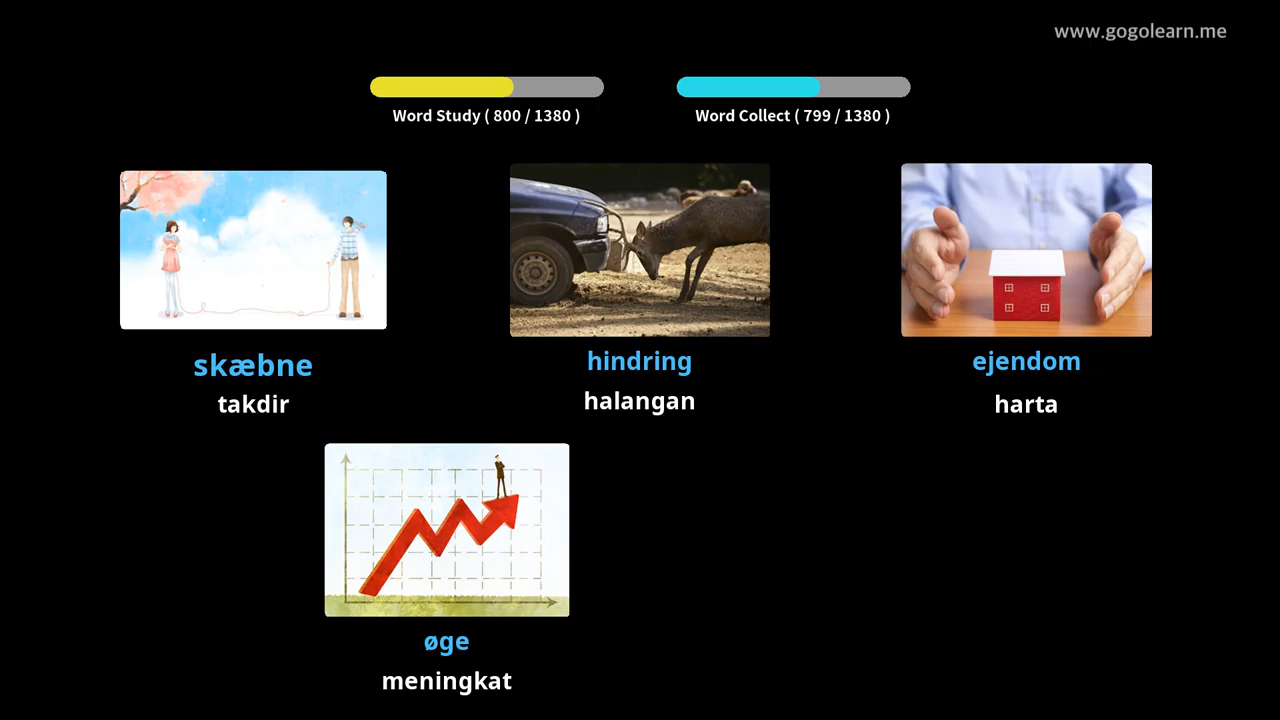 www.gogolearn.me
Word Study ( 800 / 1380 )
Word Collect ( 799 / 1380 )
skæbne
takdir
hindring
halangan
ejendom
harta
øge
meningkat